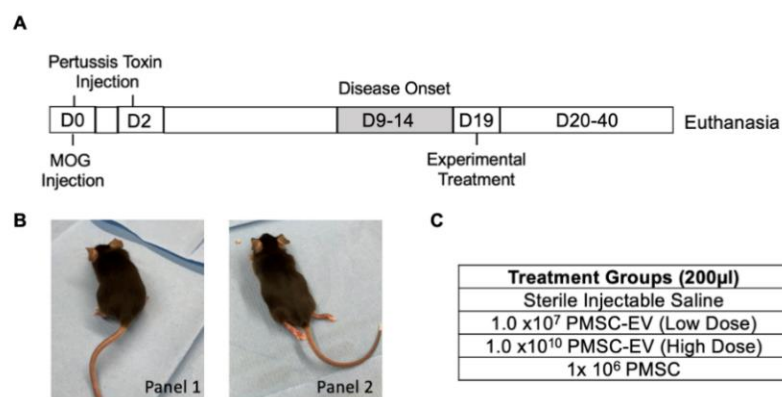 A
Pertussis Toxin
Injection
Disease Onset
D0
D2
D9-14
D19
D20-40
Euthanasia
MOG
Injection
Experimental
Treatment
B
Panel 1
Panel 2
C
Treatment Groups (200µl)
Sterile Injectable Saline
1.0 x10⁷ PMSC-EV (Low Dose)
1.0 x10¹⁰ PMSC-EV (High Dose)
1x 10⁶ PMSC